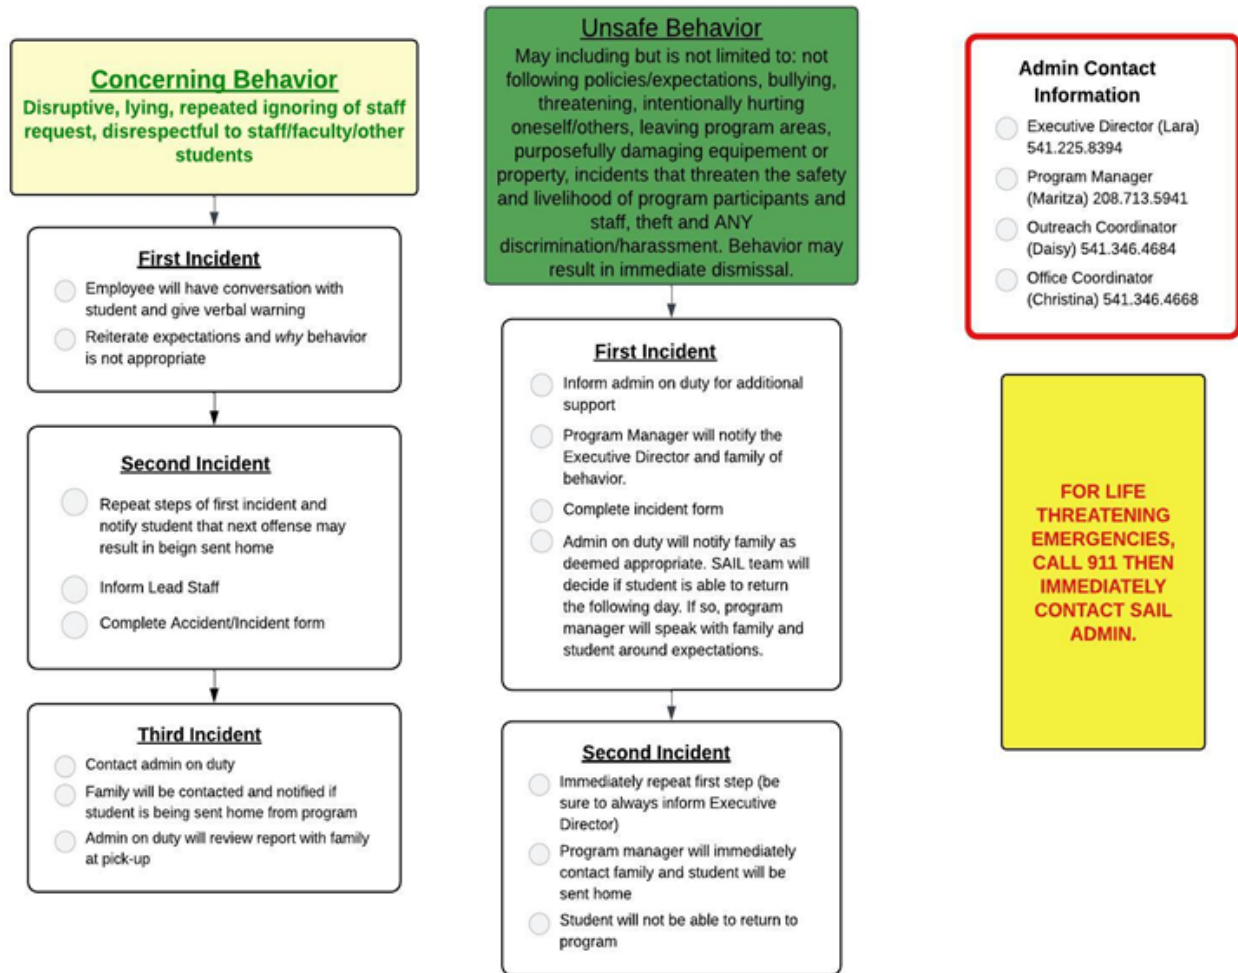 Concerning Behavior
Disruptive, lying, repeated ignoring of staff
request, disrespectful to staff/faculty/other
students
First Incident
Employee will have conversation with
student and give verbal warning
Reiterate expectations and why behavior
is not appropriate
Second Incident
Repeat steps of first incident and
notify student that next offense may
result in beign sent home
Inform Lead Staff
Complete Accident/Incident form
Third Incident
Contact admin on duty
Family will be contacted and notified if
student is being sent home from program
Admin on duty will review report with family
at pick-up
Unsafe Behavior
May including but is not limited to: not
following policies/expectations, bullying,
threatening, intentionally hurting
oneself/others, leaving program areas,
purposefully damaging equipement or
property, incidents that threaten the safety
and livelihood of program participants and
staff, theft and ANY
discrimination/harassment. Behavior may
result in immediate dismissal.
First Incident
Inform admin on duty for additional
support
Program Manager will notify the
Executive Director and family of
behavior.
Complete incident form
Admin on duty will notify family as
deemed appropriate. SAIL team will
decide if student is able to return
the following day. If so, program
manager will speak with family and
student around expectations.
Second Incident
Immediately repeat first step (be
sure to always inform Executive
Director)
Program manager will immediately
contact family and student will be
sent home
Student will not be able to return to
program
Admin Contact
Information
Executive Director (Lara)
541.225.8394
Program Manager
(Maritza) 208.713.5941
Outreach Coordinator
(Daisy) 541.346.4684
Office Coordinator
(Christina) 541.346.4668
FOR LIFE
THREATENING
EMERGENCIES,
CALL 911 THEN
IMMEDIATELY
CONTACT SAIL
ADMIN.